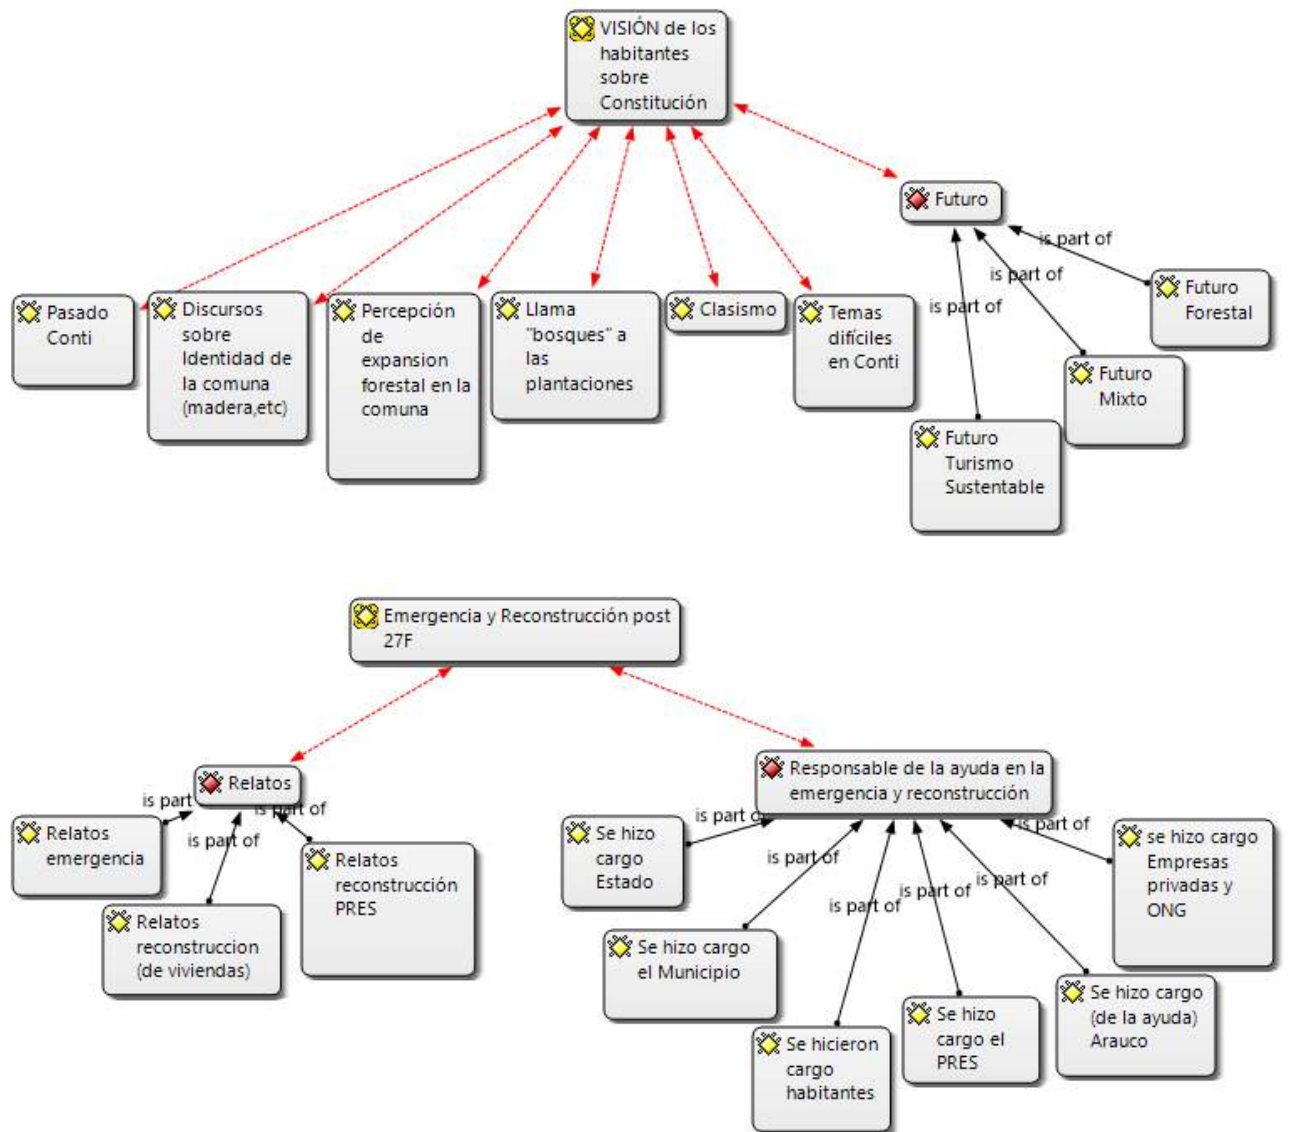 VISIÓN de los
habitantes
sobre
Constitución
Futuro
is part of
is part of
is part of
Futuro
Forestal
Futuro
Mixto
Futuro
Turismo
Sustentable
Pasado
Conti
Discursos
sobre
Identidad de
la comuna
(madera,etc)
Percepción
de
expansion
forestal en la
comuna
Llama
"bosques" a
las
plantaciones
Clasismo
Temas
difíciles
en Conti
Emergencia y Reconstrucción post
27F
Relatos
is part
is part of
is part of
Relatos
emergencia
Relatos
reconstruccion
(de viviendas)
Relatos
reconstrucción
PRES
Responsable de la ayuda en la
emergencia y reconstrucción
is part of
is part of
is part of
is part of
is part of
is part of
Se hizo
cargo
Estado
Se hizo cargo
el Municipio
Se hicieron
cargo
habitantes
Se hizo
cargo el
PRES
Se hizo cargo
(de la ayuda)
Arauco
se hizo cargo
Empresas
privadas y
ONG